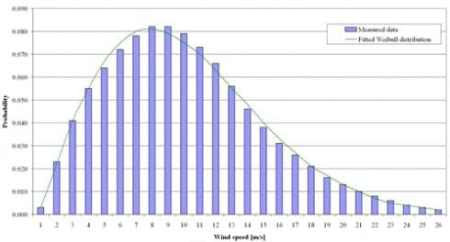 0.090
0.080
0.070
0.060
0.050
0.040
0.030
0.020
0.010
0.000
Probability
Measured data
Fitted Weibull distribution
1 2 3 4 5 6 7 8 9 10 11 12 13 14 15 16 17 18 19 20 21 22 23 24 25 26
Wind speed [m/s]